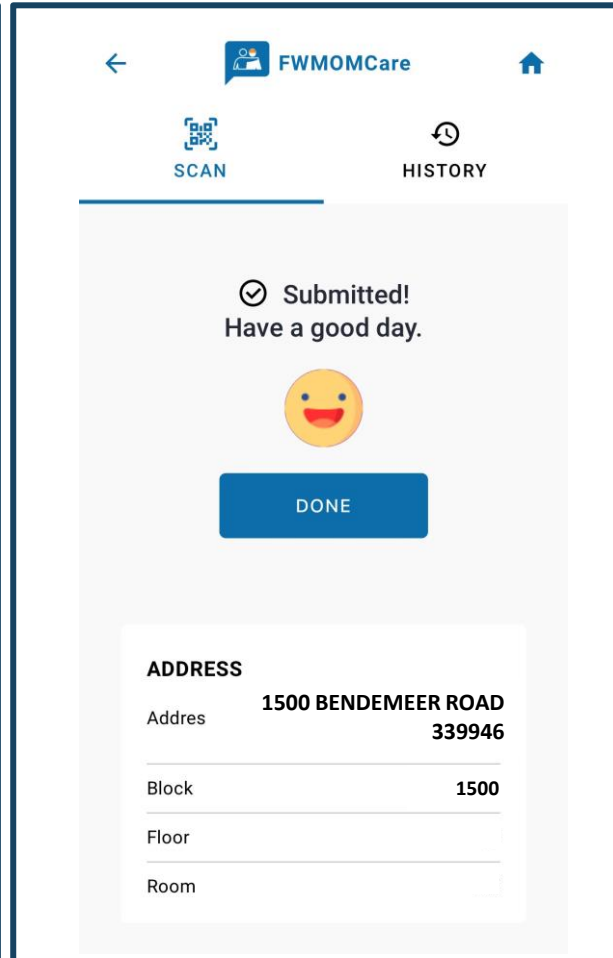 FWMOMCare
SCAN
HISTORY
Submitted!
Have a good day.
DONE
ADDRESS
Addres 1500 BENDEMEER ROAD
339946
Block 1500
Floor
Room